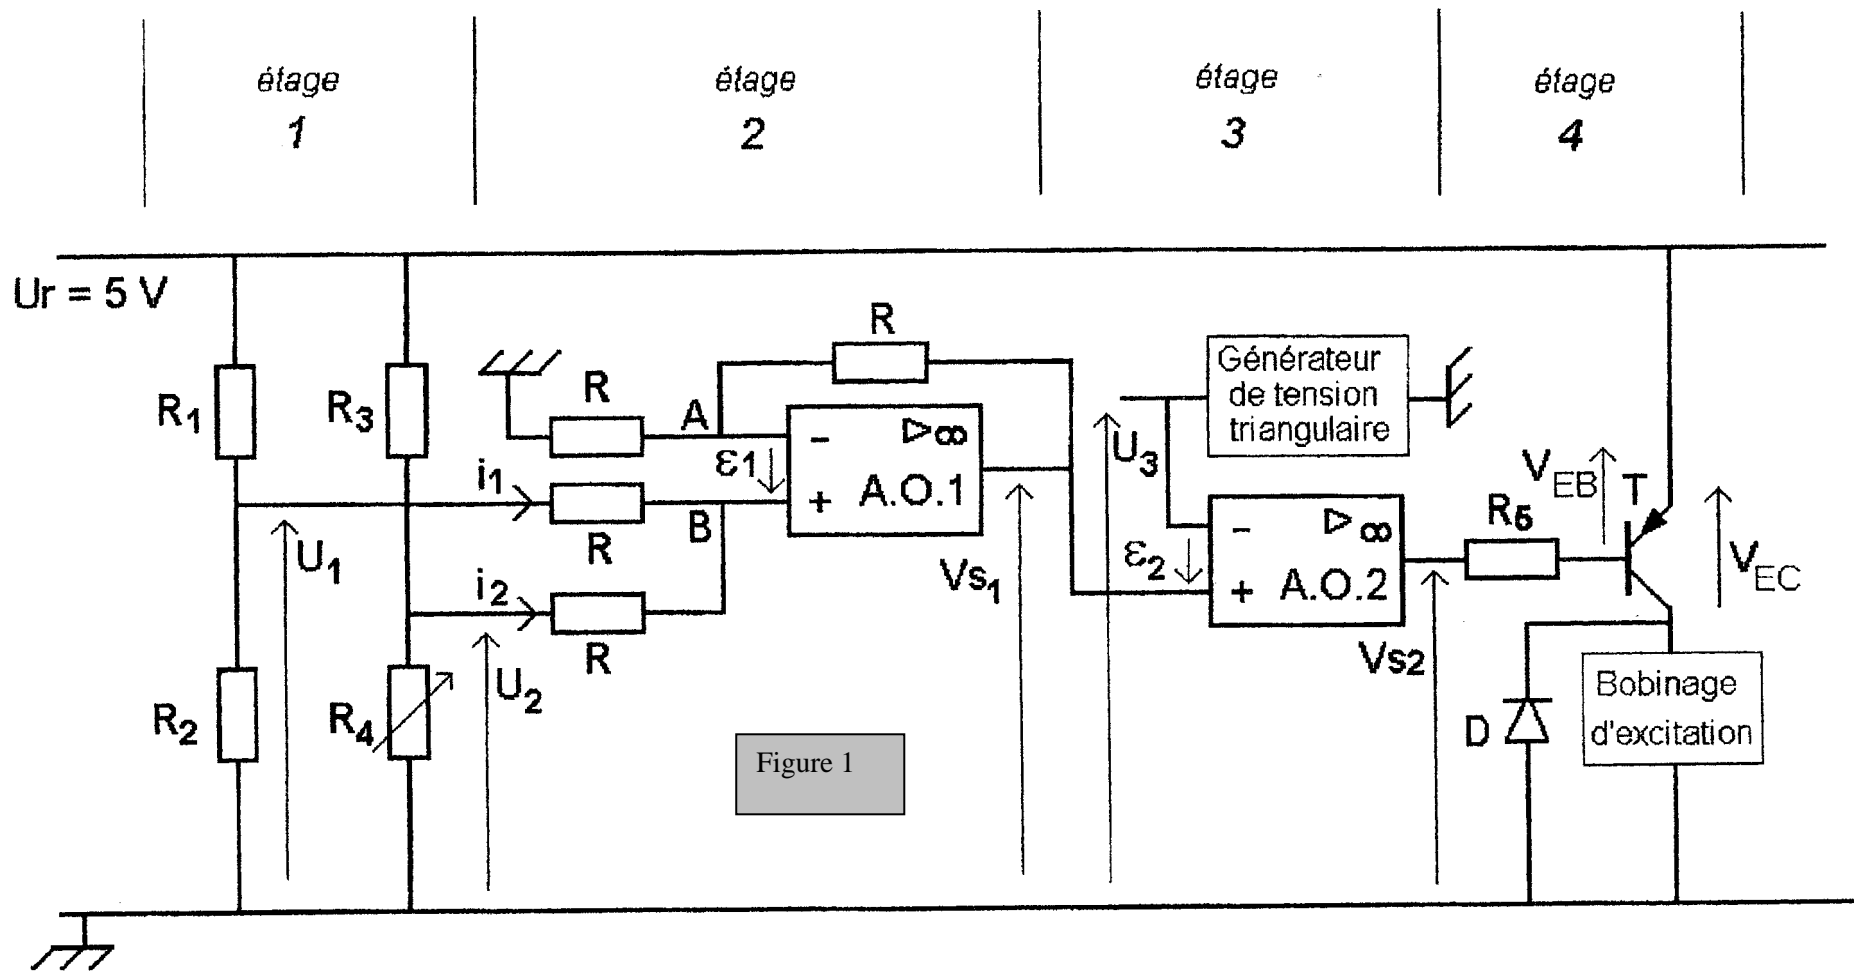 étage
1
étage
2
étage
3
étage
4
Ur = 5 V
R1
R3
R2
R4
U1
U2
i1
i2
R
R
R
R
A
B
ε1
-
+
▷∞
A.O.1
Vs1
Générateur
de tension
triangulaire
U3
ε2
-
+
▷∞
A.O.2
Vs2
R5
VEB
T
VEC
D
Bobinage
d'excitation
Figure 1